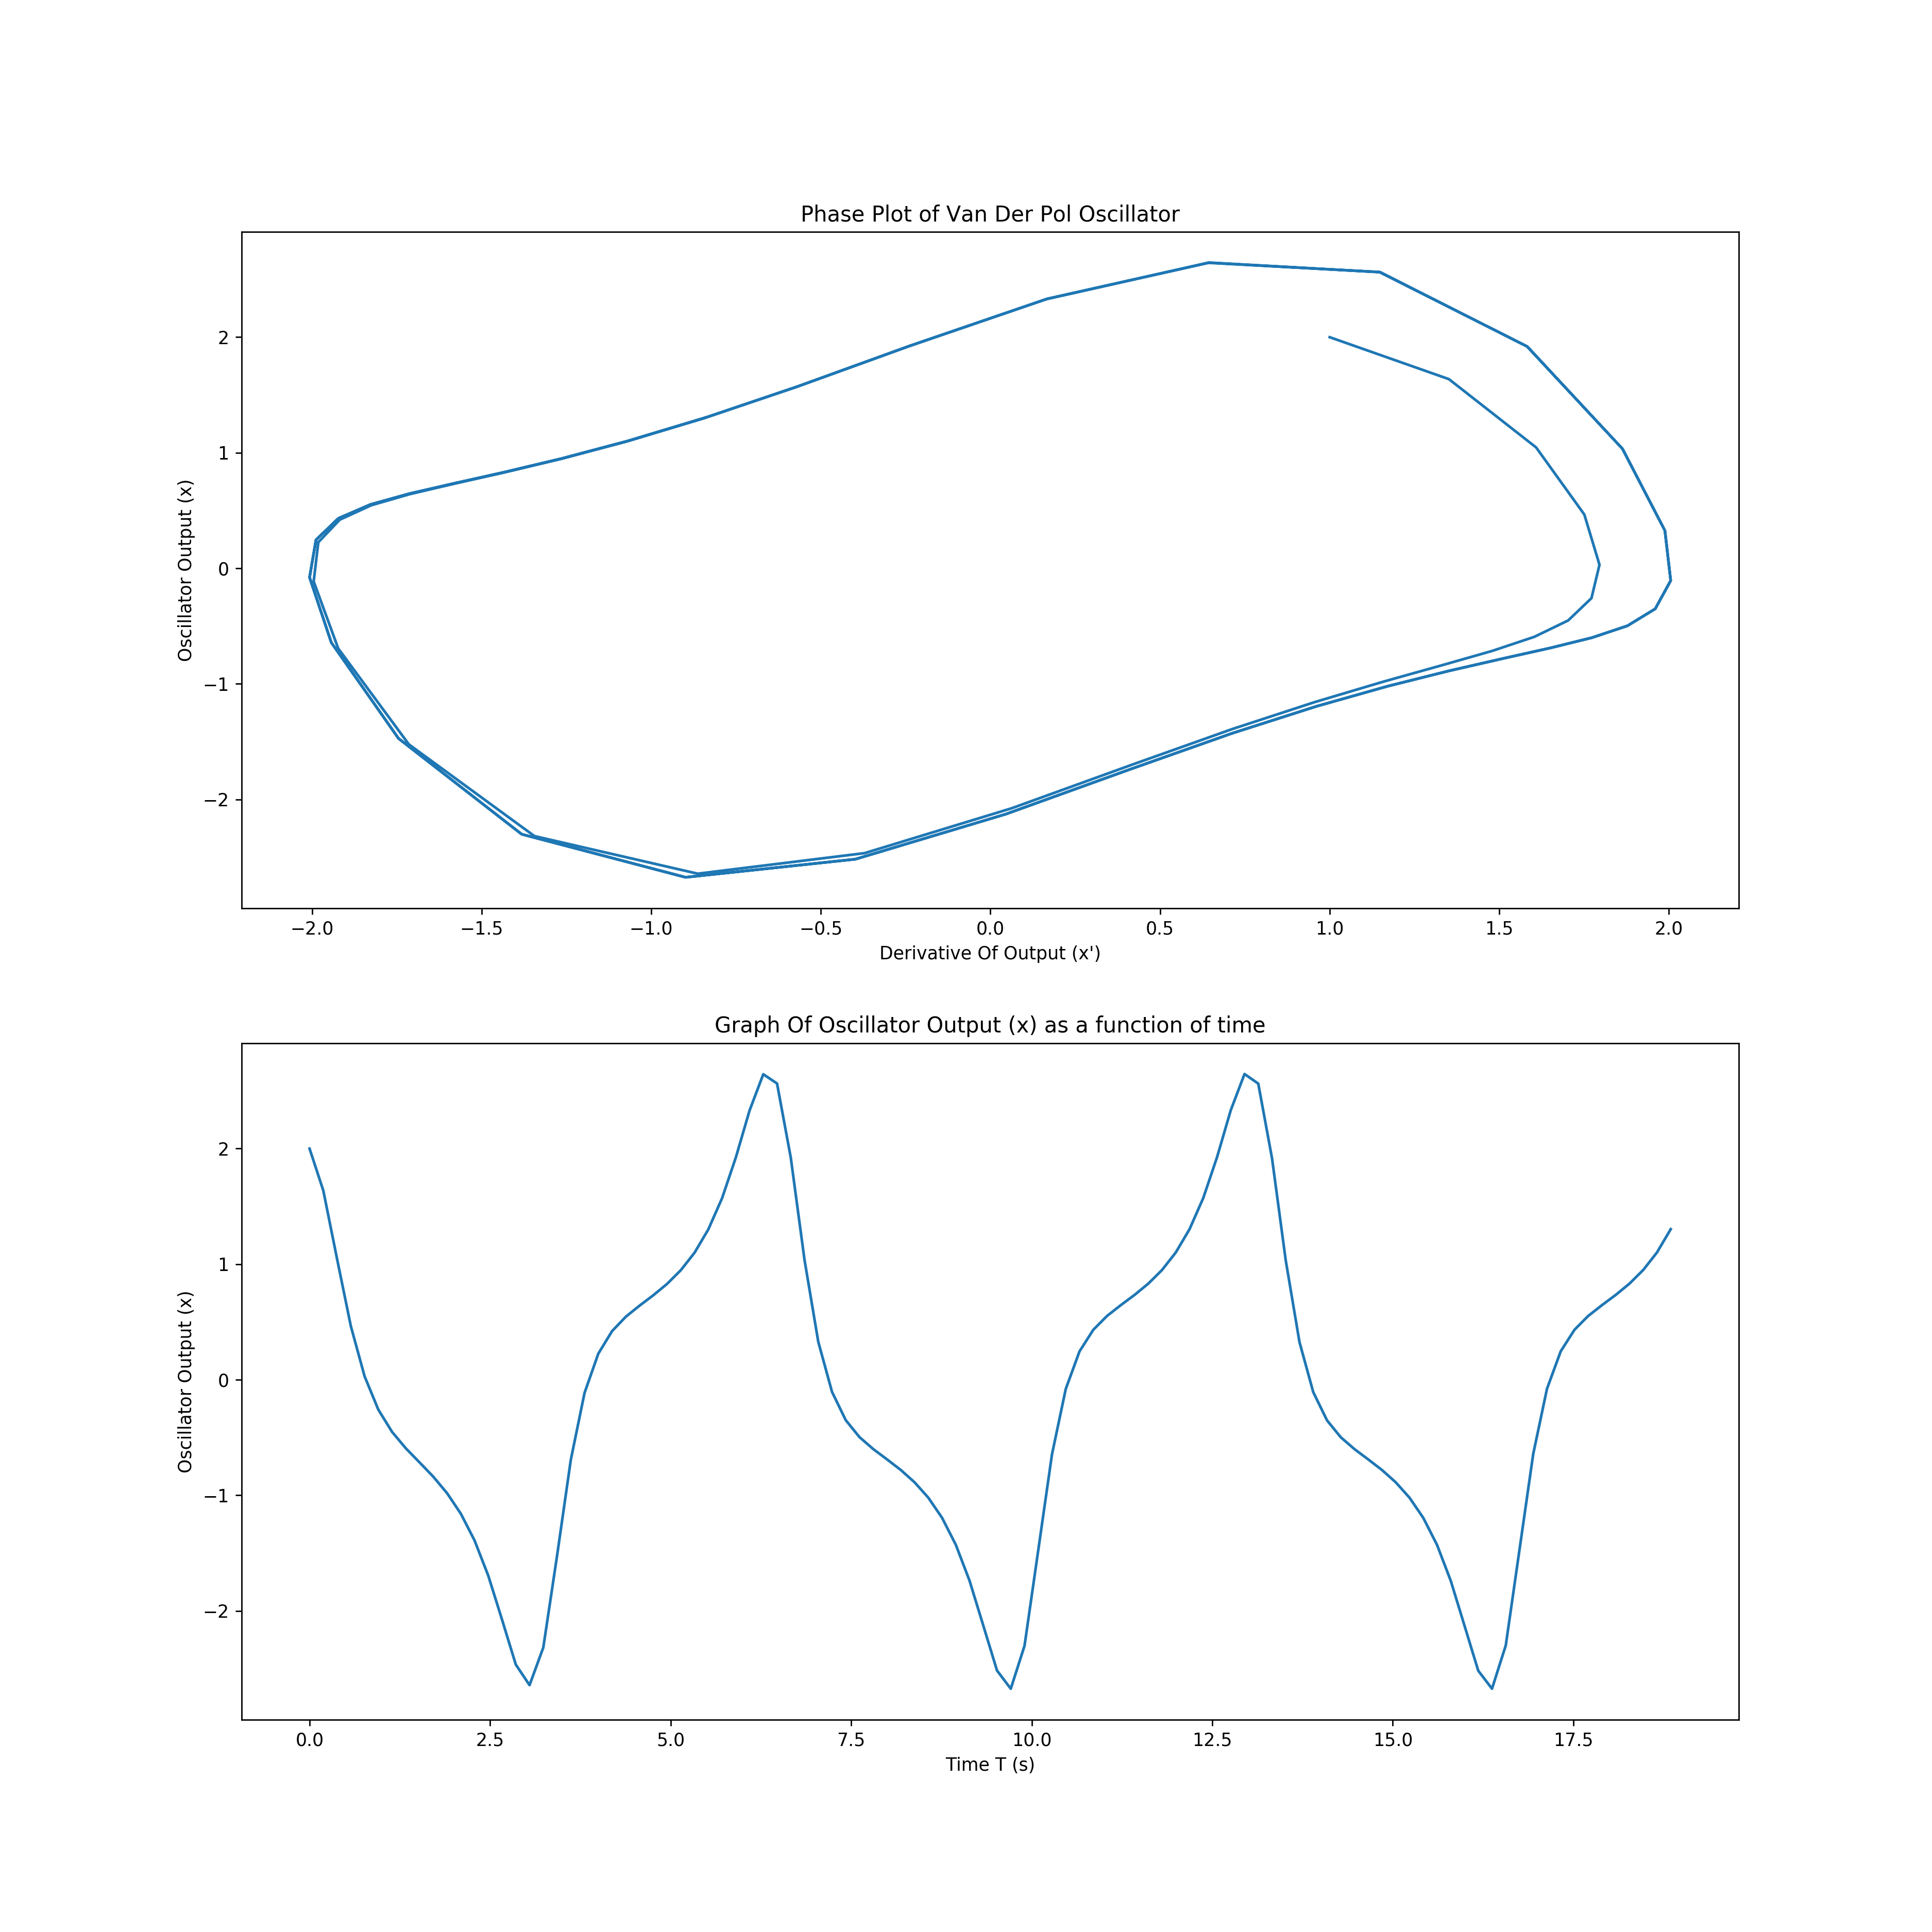 Phase Plot of Van Der Pol Oscillator
2
1
0
−1
−2
Oscillator Output (x)
−2.0 −1.5 −1.0 −0.5 0.0 0.5 1.0 1.5 2.0
Derivative Of Output (x')
Graph Of Oscillator Output (x) as a function of time
2
1
0
−1
−2
Oscillator Output (x)
0.0 2.5 5.0 7.5 10.0 12.5 15.0 17.5
Time T (s)